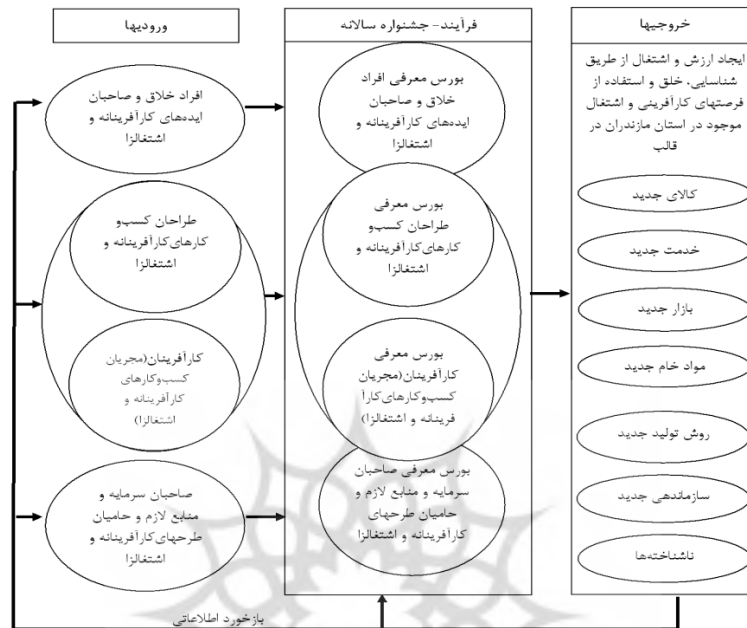 ورودیها
افراد خلاق و صاحبان
ایده‌های کارآفرینانه و
اشتغالزا
طراحان کسب‌و
کارهای‌کارآفرینانه و
اشتغالزا
کارآفرینان(مجریان
کسب‌وکارهای
کارآفرینانه و
اشتغالزا)
صاحبان سرمایه و
منابع لازم و حامیان
طرحهای‌کارآفرینانه و
اشتغالزا
فرآیند- جشنواره سالانه
بورس معرفی افراد
خلاق و صاحبان
ایده‌های کارآفرینانه و
اشتغالزا
بورس معرفی
طراحان کسب‌و
کارهای‌کارآفرینانه و
اشتغالزا
بورس معرفی
کارآفرینان(مجریان
کسب‌وکارهای‌کارآ
فرینانه و اشتغالزا)
بورس معرفی صاحبان
سرمایه و منابع لازم و
حامیان طرحهای
کارآفرینانه و اشتغالزا
خروجیها
ایجاد ارزش و اشتغال از طریق
شناسایی، خلق و استفاده از
فرصتهای کارآفرینی و اشتغال
موجود در استان مازندران در
قالب
کالای جدید
خدمت جدید
بازار جدید
مواد خام جدید
روش تولید جدید
سازماندهی جدید
ناشناخته‌ها
بازخورد اطلاعاتی